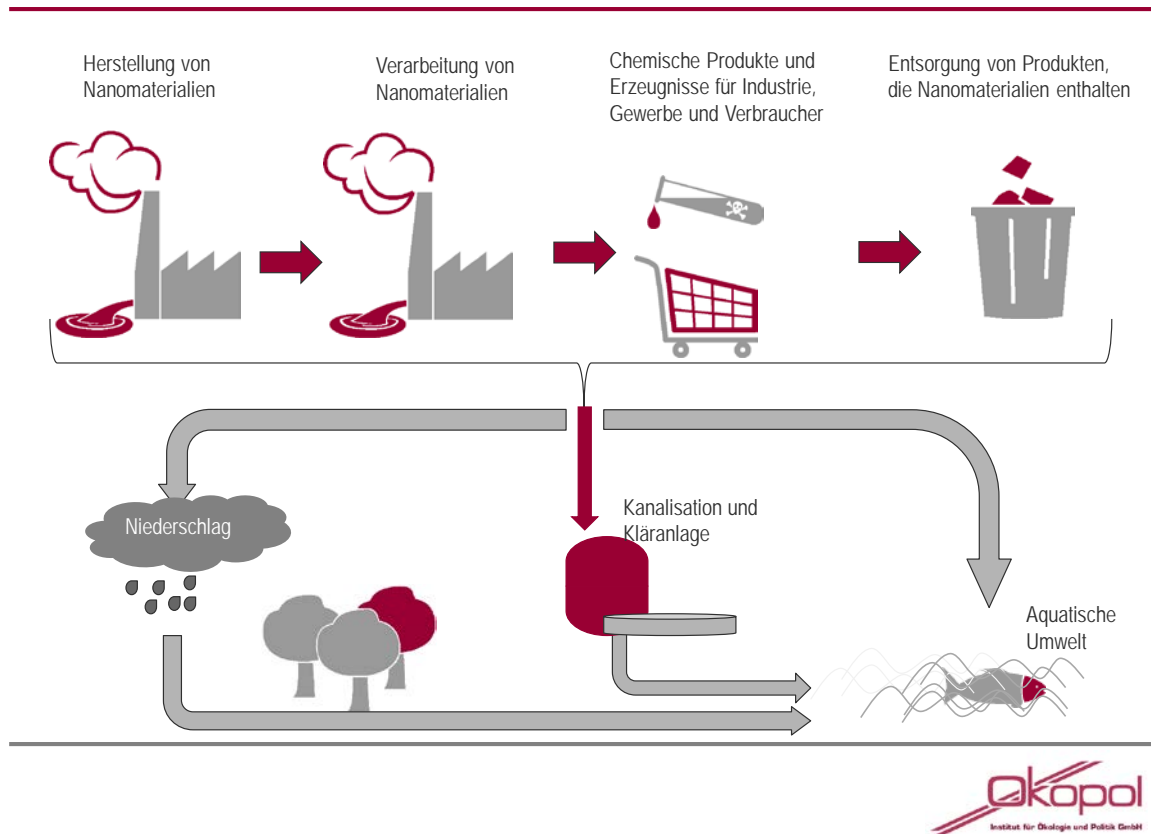 Herstellung von
Nanomaterialien
Verarbeitung von
Nanomaterialien
Chemische Produkte und
Erzeugnisse für Industrie,
Gewerbe und Verbraucher
Entsorgung von Produkten,
die Nanomaterialien enthalten
Niederschlag
Kanalisation und
Kläranlage
Aquatische
Umwelt
Ökopol
Institut für Ökologie und Politik GmbH